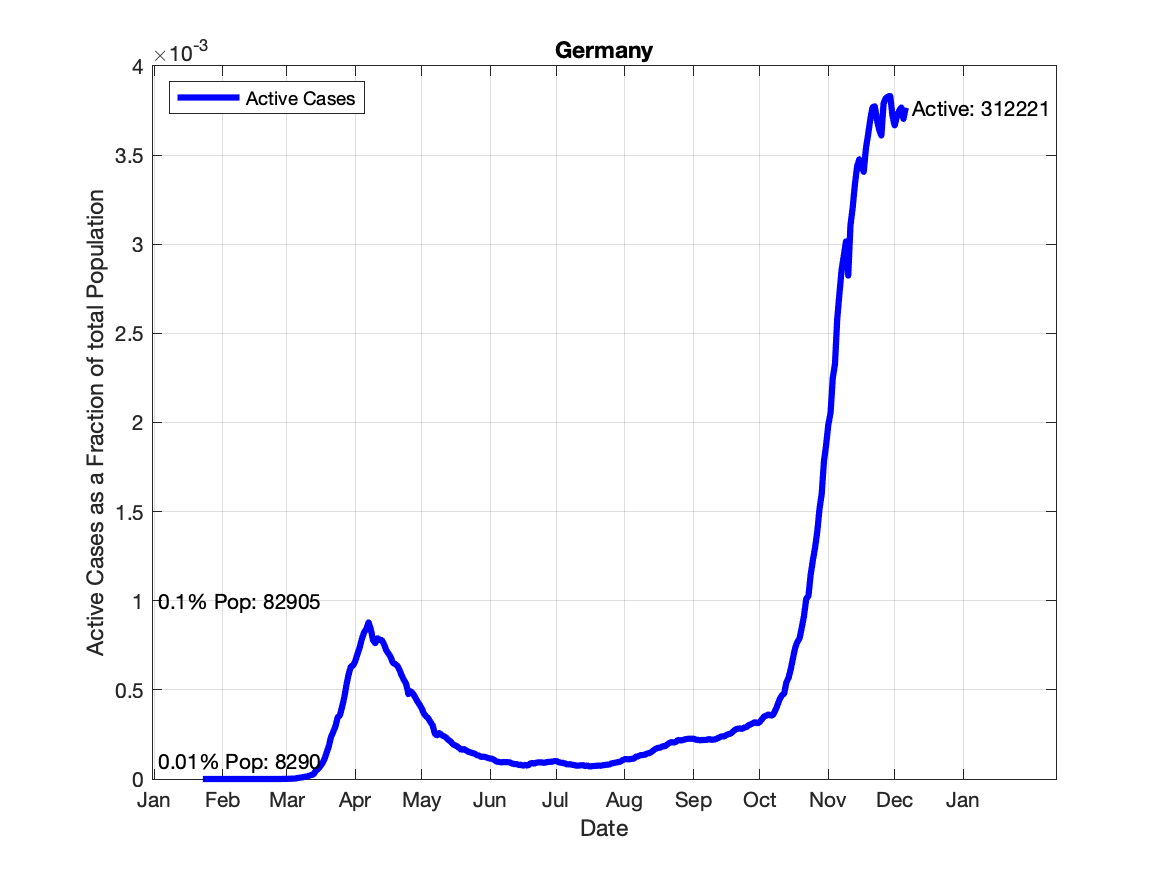 Germany
×10-3
4
3.5
3
2.5
2
1.5
1
0.5
0
Active Cases as a Fraction of total Population
Active Cases
Active: 312221
0.1% Pop: 82905
0.01% Pop: 8290
Jan Feb Mar Apr May Jun Jul Aug Sep Oct Nov Dec Jan
Date